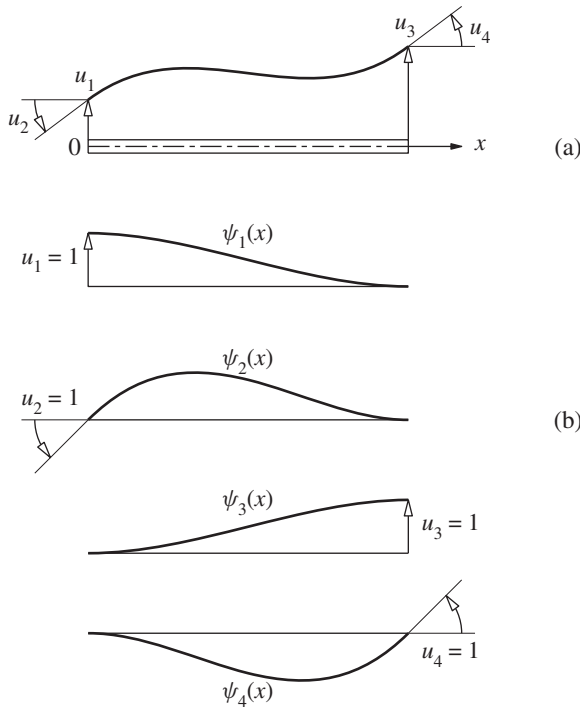 u3
u4
u1
u2
0
x
(a)
ψ1(x)
u1 = 1
ψ2(x)
u2 = 1
(b)
ψ3(x)
u3 = 1
u4 = 1
ψ4(x)